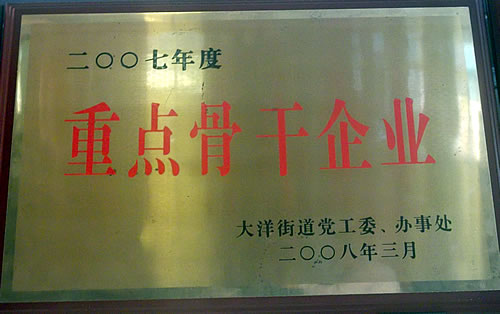 二〇〇七年度
重点骨干企业
大洋街道党工委、办事处
二〇〇八年三月